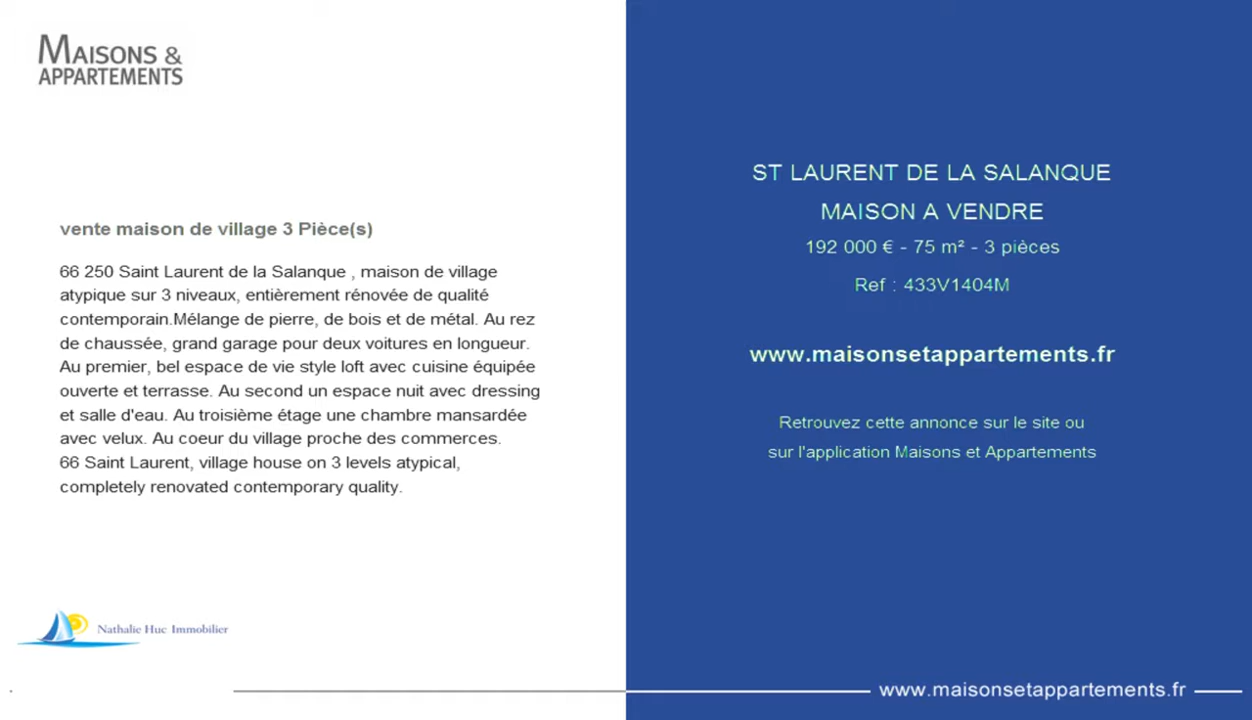 MAISONS &
APPARTEMENTS
vente maison de village 3 Pièce(s)
66 250 Saint Laurent de la Salanque , maison de village
atypique sur 3 niveaux, entièrement rénovée de qualité
contemporain.Mélange de pierre, de bois et de métal. Au rez
de chaussée, grand garage pour deux voitures en longueur.
Au premier, bel espace de vie style loft avec cuisine équipée
ouverte et terrasse. Au second un espace nuit avec dressing
et salle d'eau. Au troisième étage une chambre mansardée
avec velux. Au coeur du village proche des commerces.
66 Saint Laurent, village house on 3 levels atypical,
completely renovated contemporary quality.
Nathalie Huc Immobilier
ST LAURENT DE LA SALANQUE
MAISON A VENDRE
192 000 € - 75 m² - 3 pièces
Ref : 433V1404M
www.maisonsetappartements.fr
Retrouvez cette annonce sur le site ou
sur l'application Maisons et Appartements
www.maisonsetappartements.fr